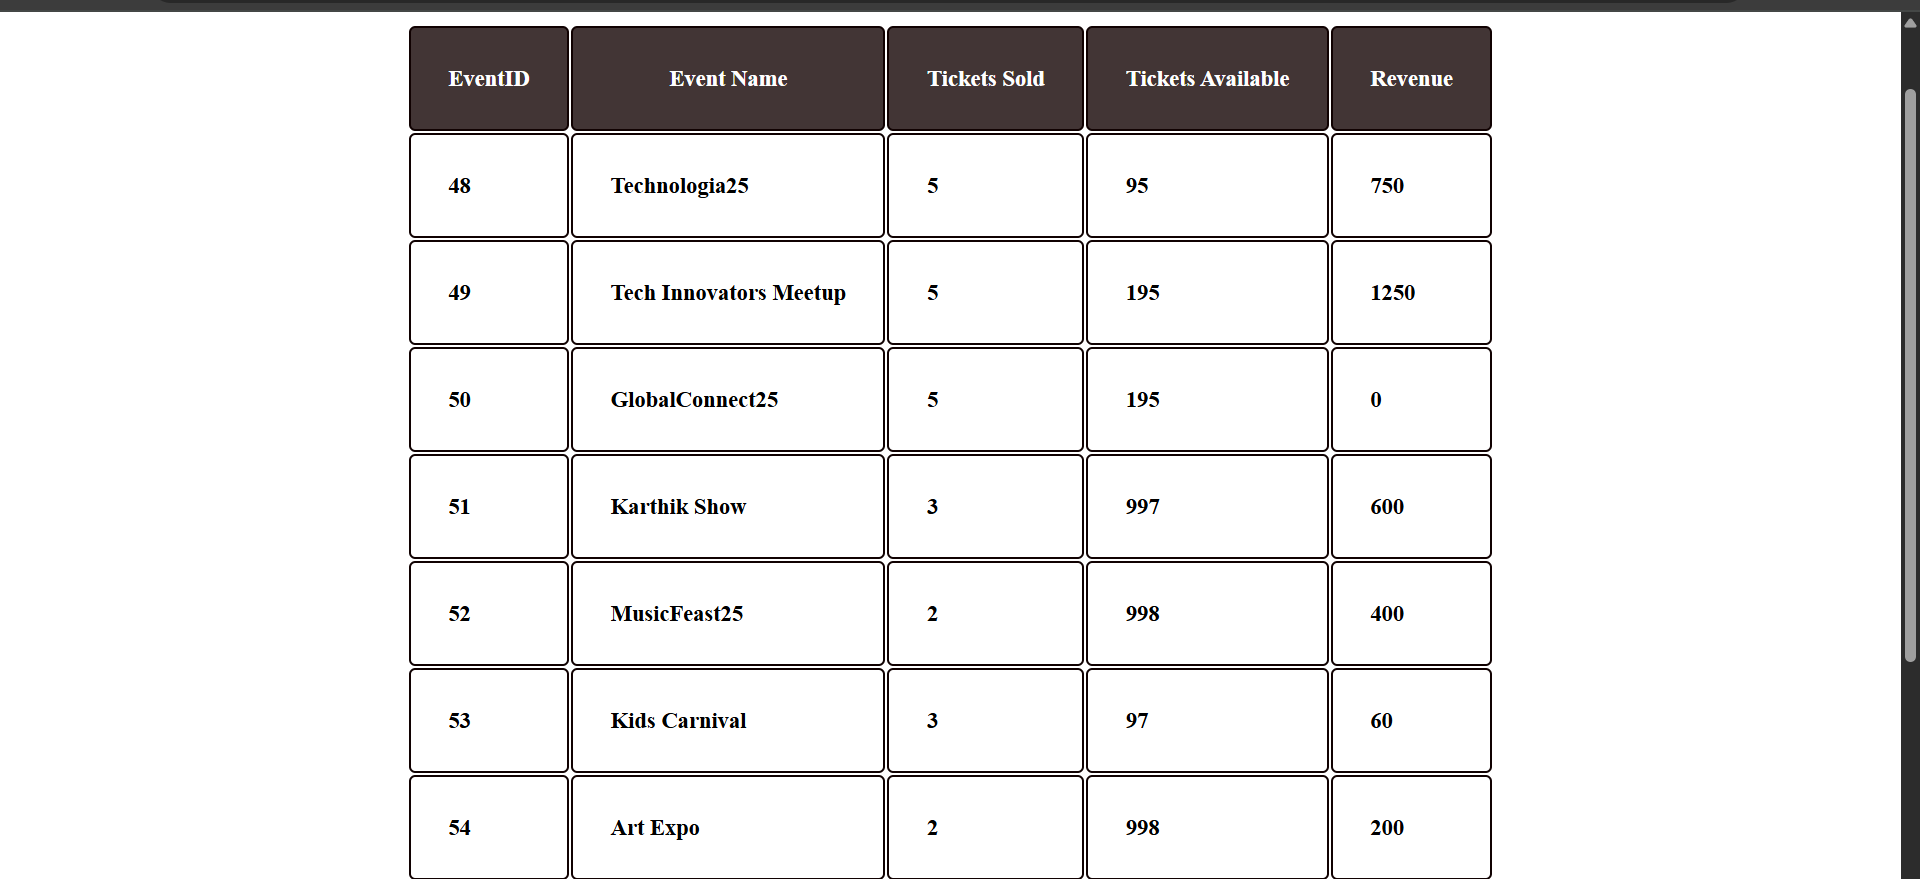 EventID Event Name Tickets Sold Tickets Available Revenue
48 Technologia25 5 95 750
49 Tech Innovators Meetup 5 195 1250
50 GlobalConnect25 5 195 0
51 Karthik Show 3 997 600
52 MusicFeast25 2 998 400
53 Kids Carnival 3 97 60
54 Art Expo 2 998 200